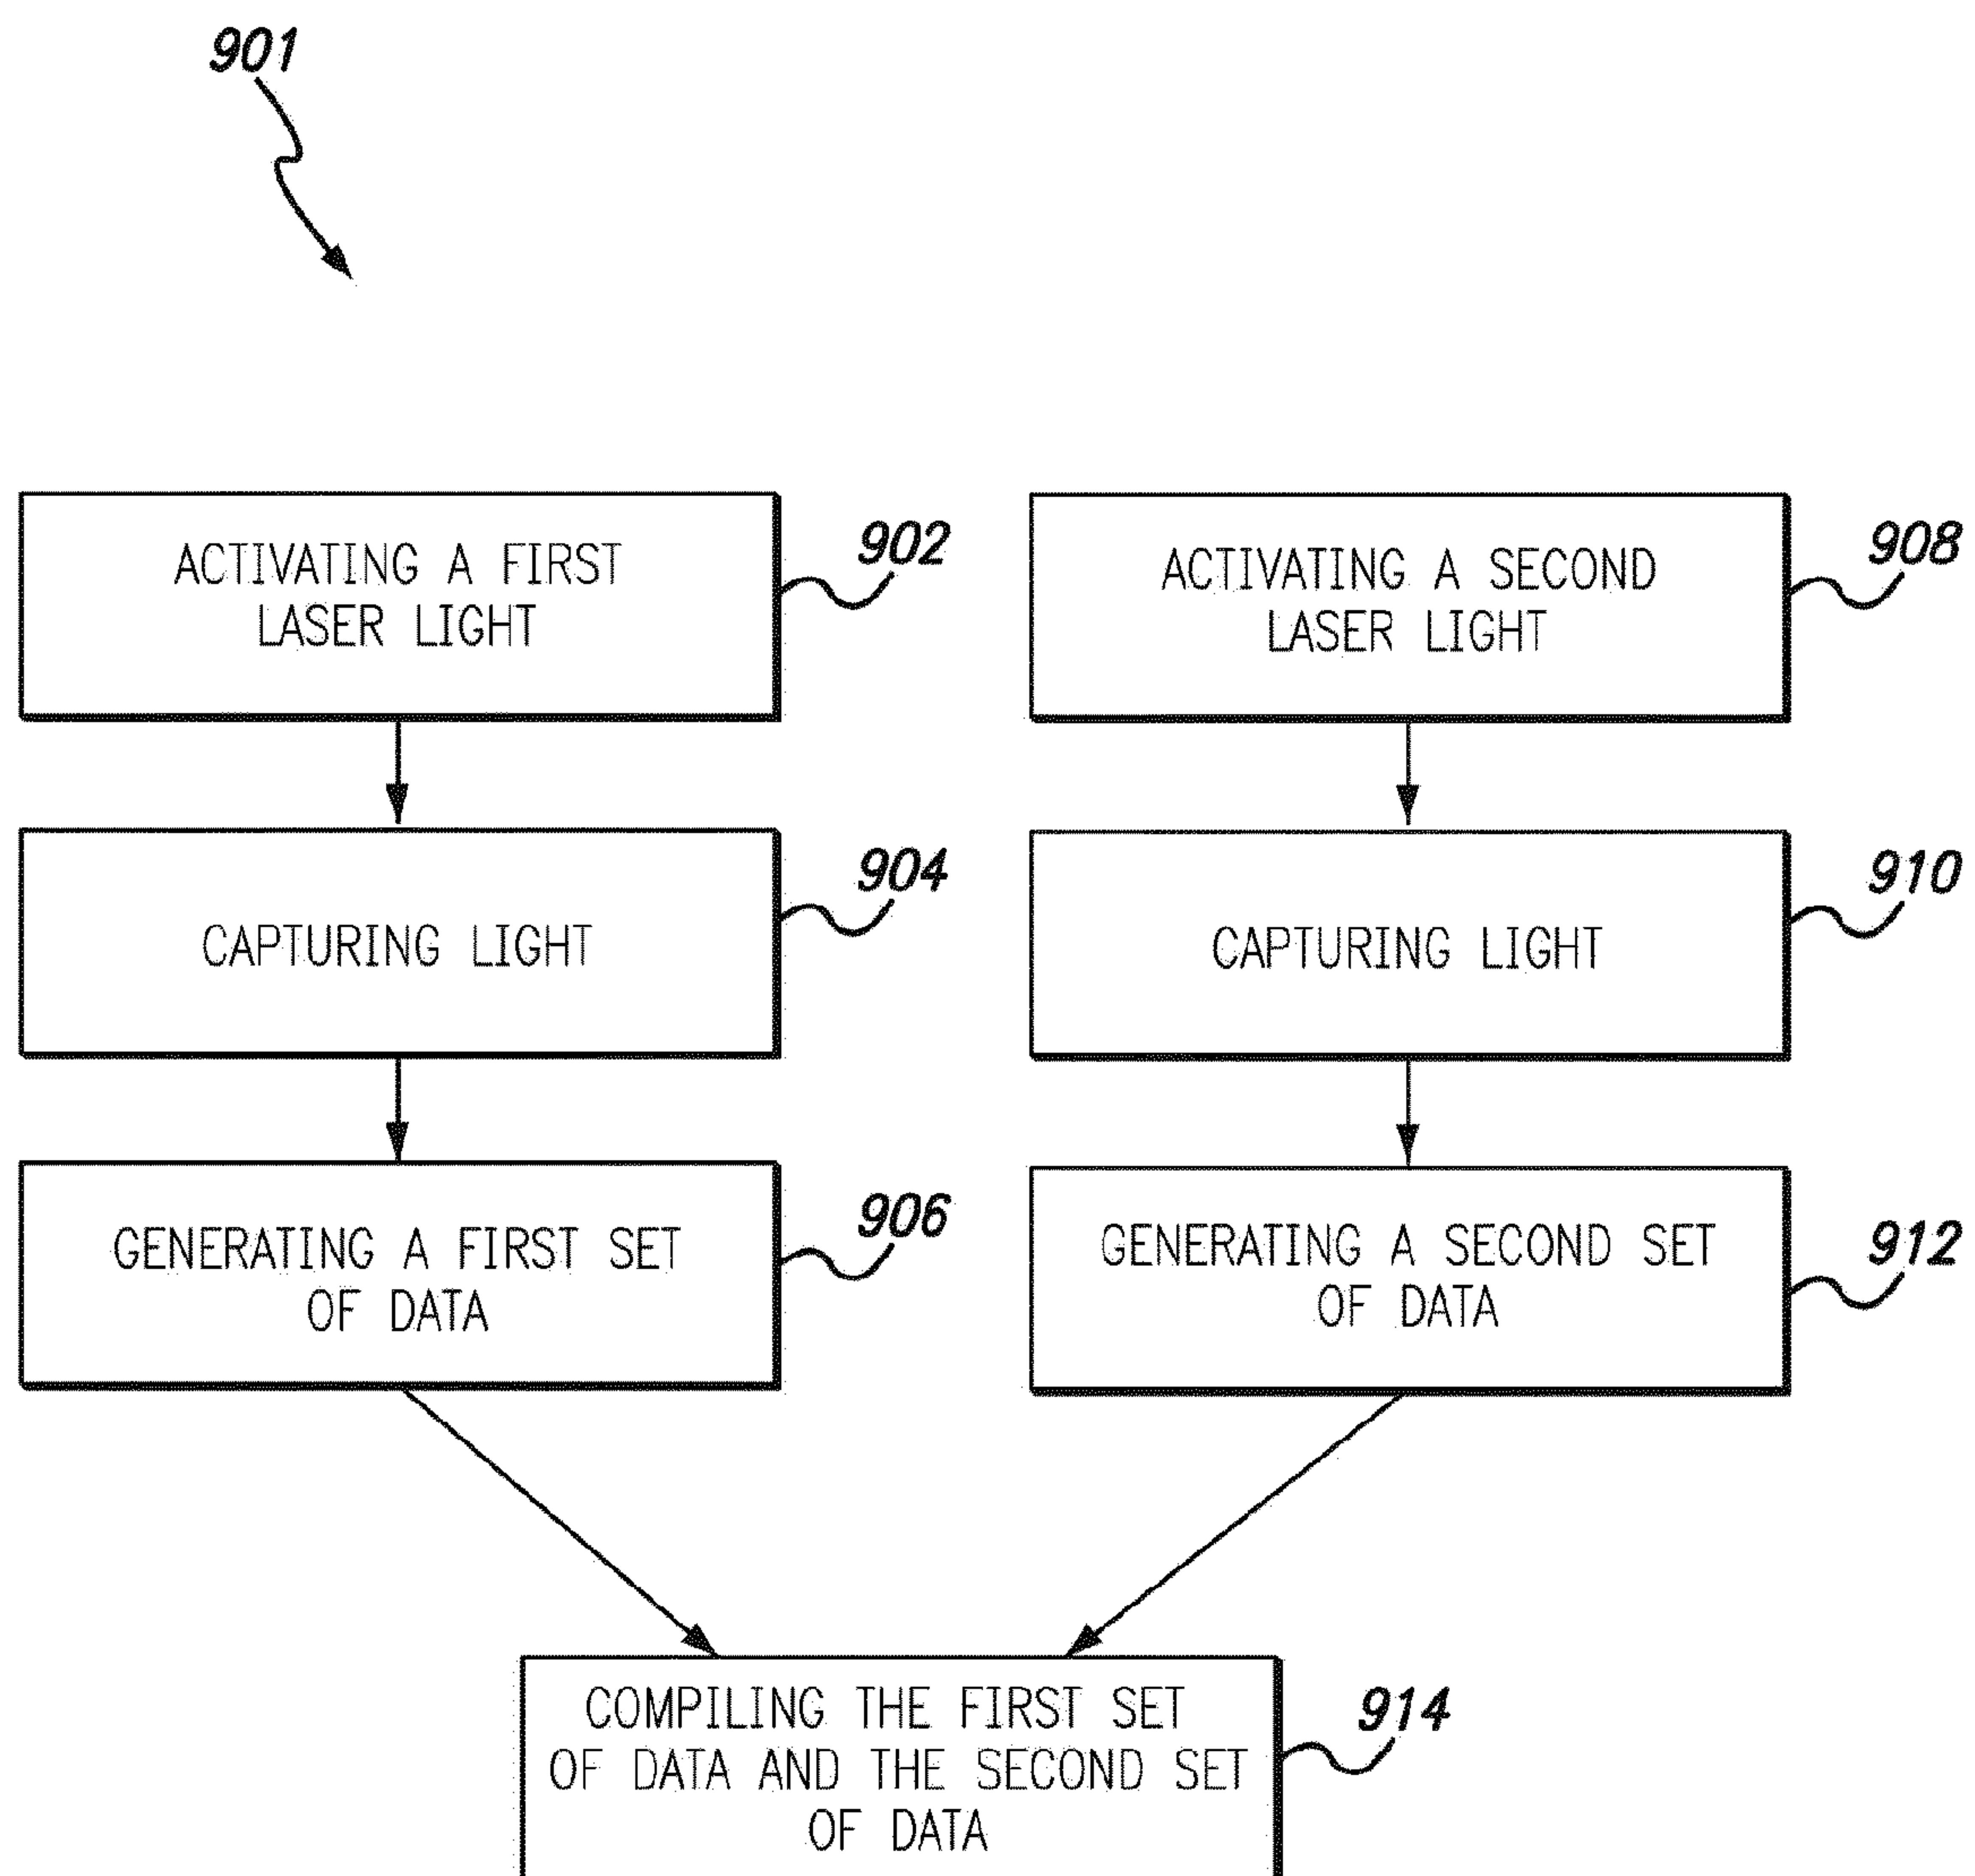 901
ACTIVATING A FIRST
LASER LIGHT
902
CAPTURING LIGHT
904
GENERATING A FIRST SET
OF DATA
906
ACTIVATING A SECOND
LASER LIGHT
908
CAPTURING LIGHT
910
GENERATING A SECOND SET
OF DATA
912
COMPILING THE FIRST SET
OF DATA AND THE SECOND SET
OF DATA
914